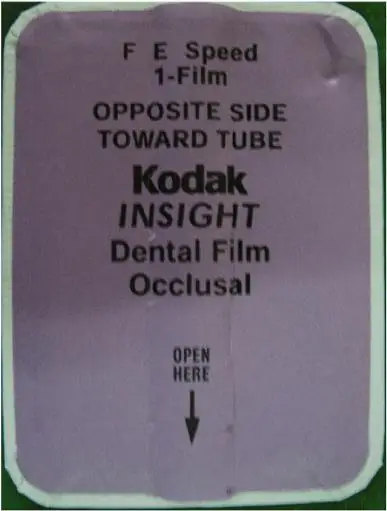 F E Speed
1-Film
OPPOSITE SIDE
TOWARD TUBE
Kodak
INSIGHT
Dental Film
Occlusal
OPEN
HERE